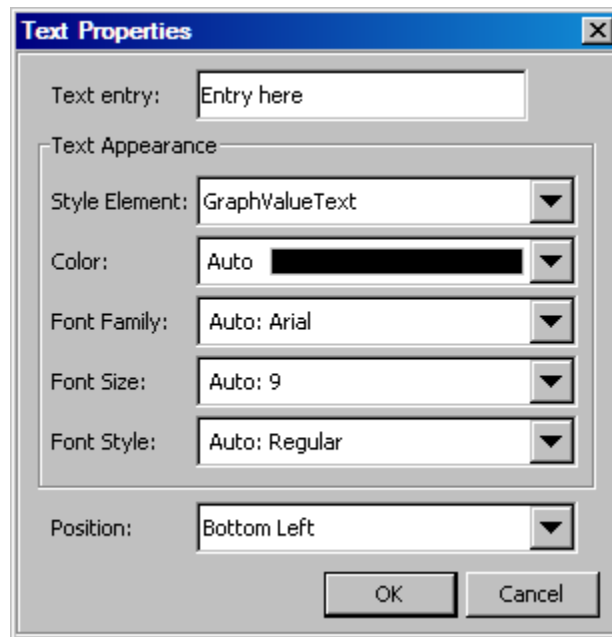 Text Properties
Text entry: Entry here
Text Appearance
Style Element: GraphValueText
Color: Auto
Font Family: Auto: Arial
Font Size: Auto: 9
Font Style: Auto: Regular
Position: Bottom Left
OK Cancel